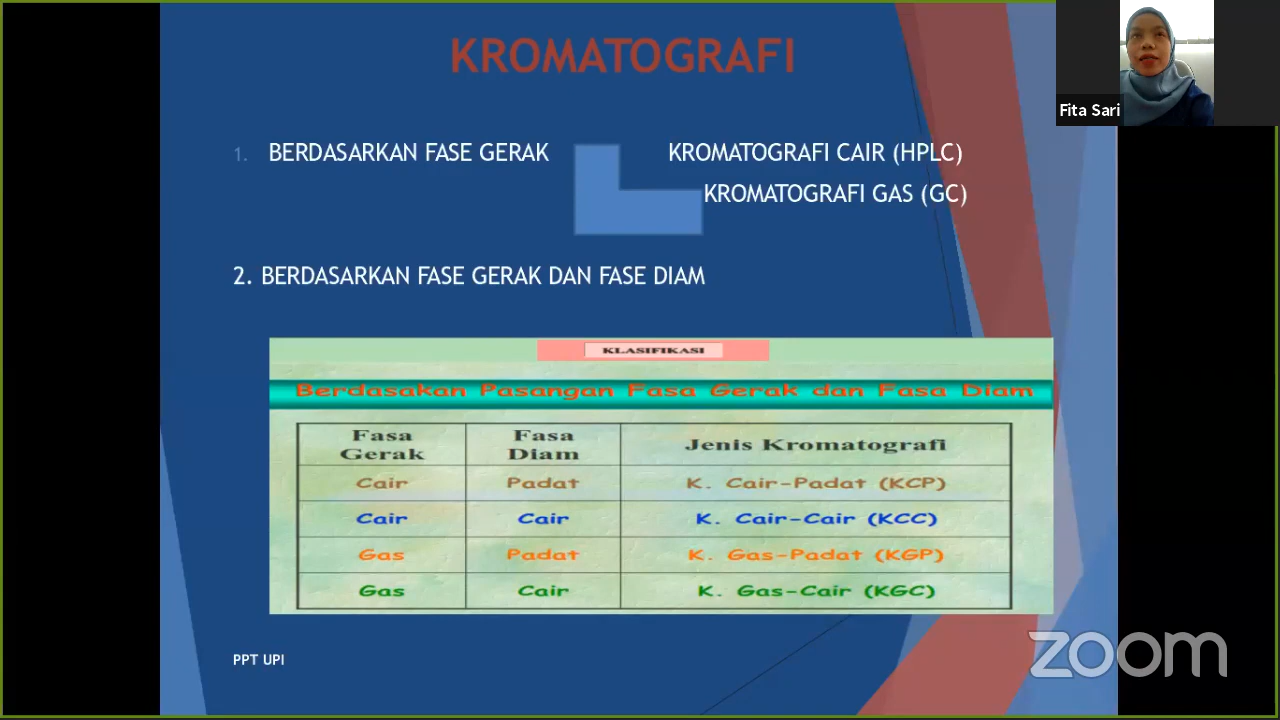 KROMATOGRAFI
Fita Sari
1. BERDASARKAN FASE GERAK KROMATOGRAFI CAIR (HPLC)
KROMATOGRAFI GAS (GC)
2. BERDASARKAN FASE GERAK DAN FASE DIAM
KLASIFIKASI
Berdasakan Pasangan Fasa Gerak dan Fasa Diam
Fasa Gerak Fasa Diam Jenis Kromatografi
Cair Padat K. Cair-Padat (KCP)
Cair Cair K. Cair-Cair (KCC)
Gas Padat K. Gas-Padat (KGP)
Gas Cair K. Gas-Cair (KGC)
PPT UPI
zoom